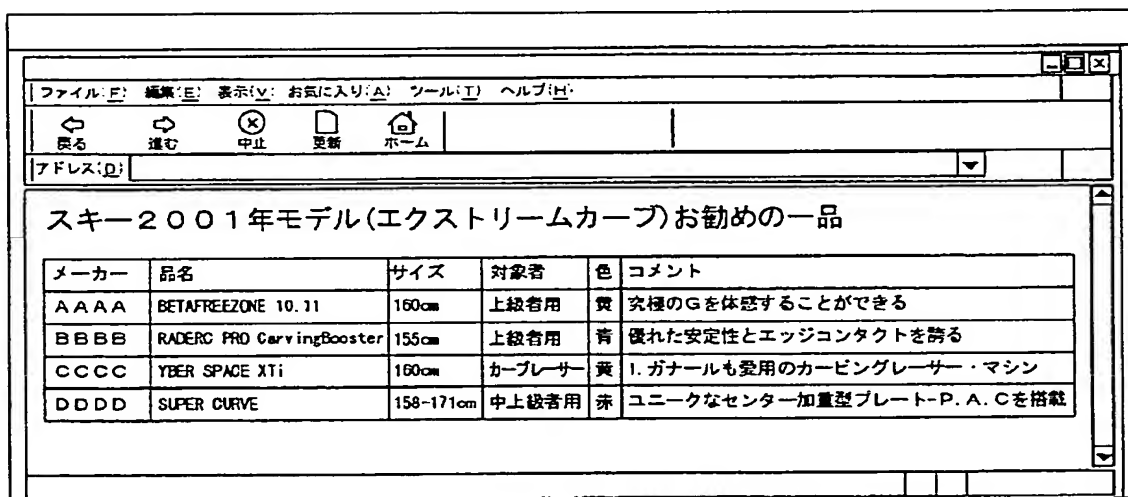 ファイル(F) 編集(E) 表示(V) お気に入り(A) ツール(T) ヘルプ(H)
戻る 進む 中止 更新 ホーム
アドレス(D)
スキー2001年モデル(エクストリームカーブ)お勧めの一品
メーカー 品名 サイズ 対象者 色 コメント
AAAA BETAFREEZONE 10.11 160cm 上級者用 黄 究極のGを体感することができる
BBBB RADERC PRO CarvingBooster 155cm 上級者用 青 優れた安定性とエッジコンタクトを誇る
CCCC YBER SPACE XTi 160cm カーブレーサー 黄 I.ガナールも愛用のカービングレーサー・マシン
DDDD SUPER CURVE 158-171cm 中上級者用 赤 ユニークなセンター加重型プレート-P.A.Cを搭載